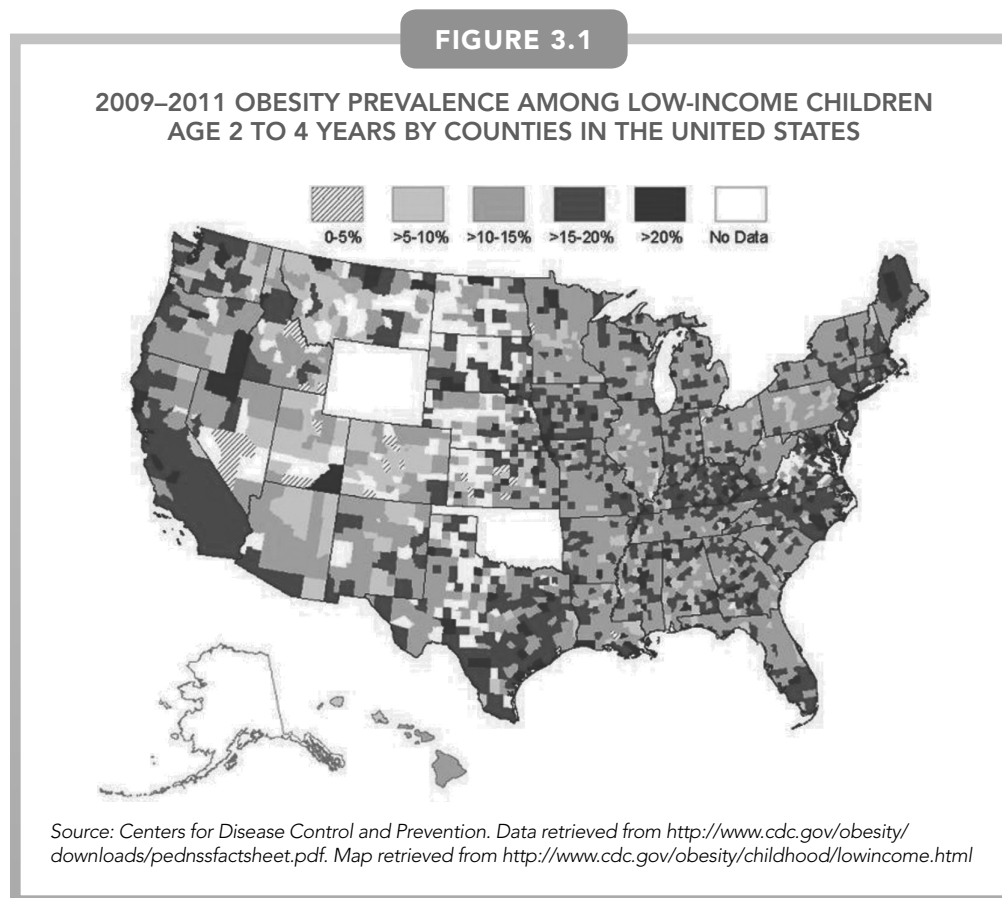 FIGURE 3.1
2009–2011 OBESITY PREVALENCE AMONG LOW-INCOME CHILDREN
AGE 2 TO 4 YEARS BY COUNTIES IN THE UNITED STATES
0-5% >5-10% >10-15% >15-20% >20% No Data
Source: Centers for Disease Control and Prevention. Data retrieved from http://www.cdc.gov/obesity/
downloads/pednssfactsheet.pdf. Map retrieved from http://www.cdc.gov/obesity/childhood/lowincome.html